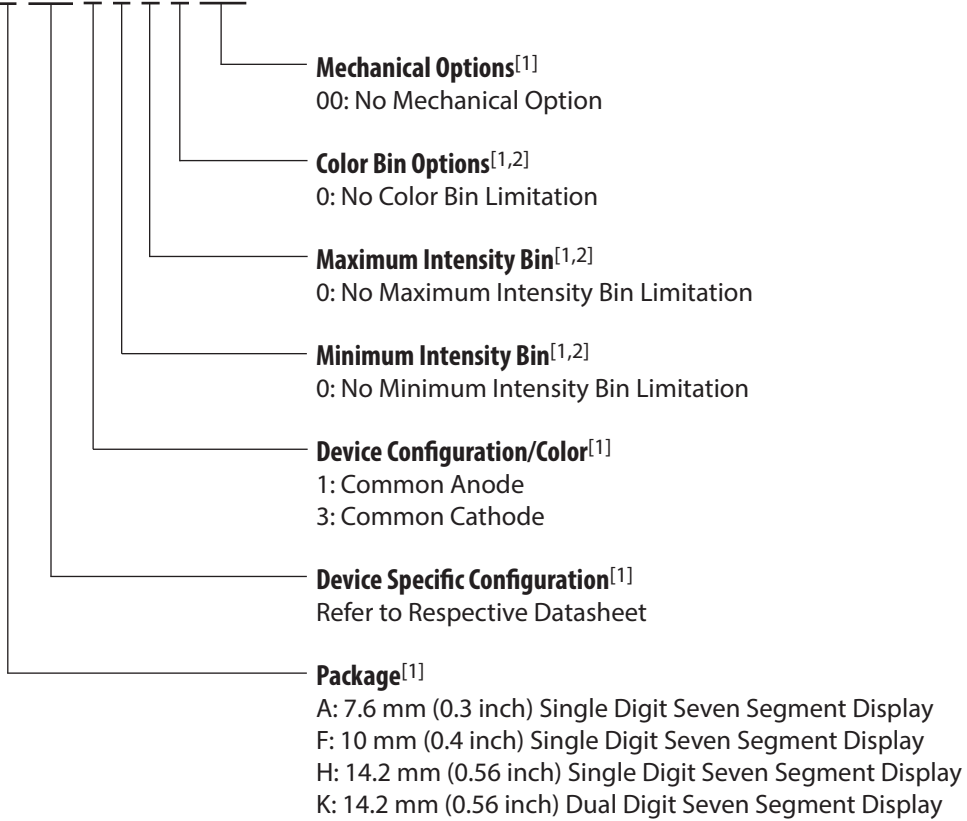 Mechanical Options[1]
00: No Mechanical Option
Color Bin Options[1,2]
0: No Color Bin Limitation
Maximum Intensity Bin[1,2]
0: No Maximum Intensity Bin Limitation
Minimum Intensity Bin[1,2]
0: No Minimum Intensity Bin Limitation
Device Configuration/Color[1]
1: Common Anode
3: Common Cathode
Device Specific Configuration[1]
Refer to Respective Datasheet
Package[1]
A: 7.6 mm (0.3 inch) Single Digit Seven Segment Display
F: 10 mm (0.4 inch) Single Digit Seven Segment Display
H: 14.2 mm (0.56 inch) Single Digit Seven Segment Display
K: 14.2 mm (0.56 inch) Dual Digit Seven Segment Display